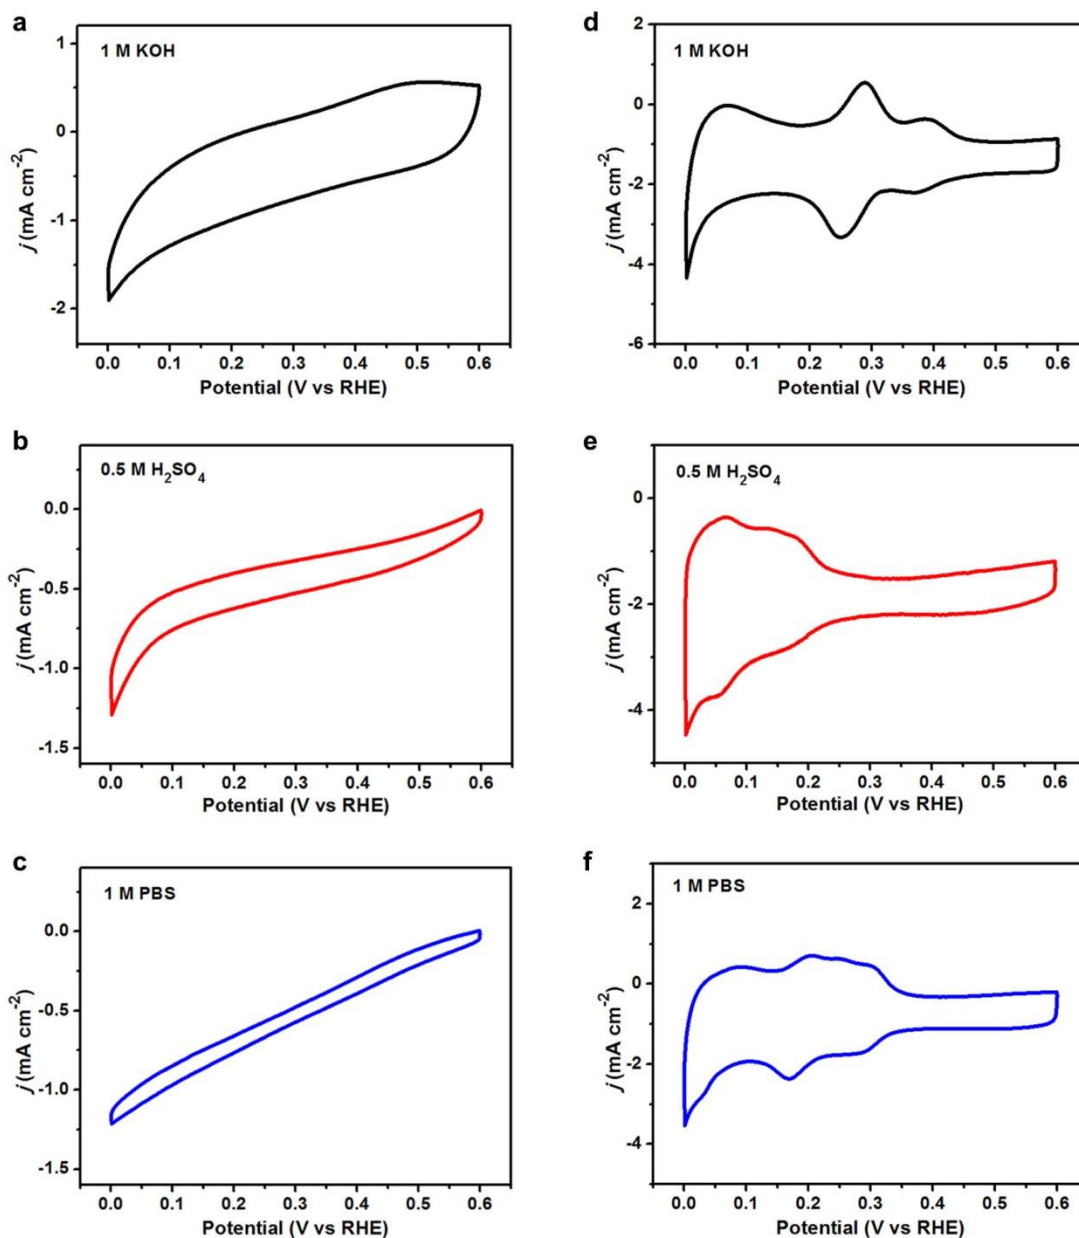 a
1 M KOH
1
0
-1
-2
j (mA cm⁻²)
0.0 0.1 0.2 0.3 0.4 0.5 0.6
Potential (V vs RHE)
d
1 M KOH
2
0
-2
-4
-6
j (mA cm⁻²)
0.0 0.1 0.2 0.3 0.4 0.5 0.6
Potential (V vs RHE)
b
0.5 M H₂SO₄
0.0
-0.5
-1.0
-1.5
j (mA cm⁻²)
0.0 0.1 0.2 0.3 0.4 0.5 0.6
Potential (V vs RHE)
e
0.5 M H₂SO₄
0
-2
-4
j (mA cm⁻²)
0.0 0.1 0.2 0.3 0.4 0.5 0.6
Potential (V vs RHE)
c
1 M PBS
0.0
-0.5
-1.0
-1.5
j (mA cm⁻²)
0.0 0.1 0.2 0.3 0.4 0.5 0.6
Potential (V vs RHE)
f
1 M PBS
2
0
-2
-4
j (mA cm⁻²)
0.0 0.1 0.2 0.3 0.4 0.5 0.6
Potential (V vs RHE)